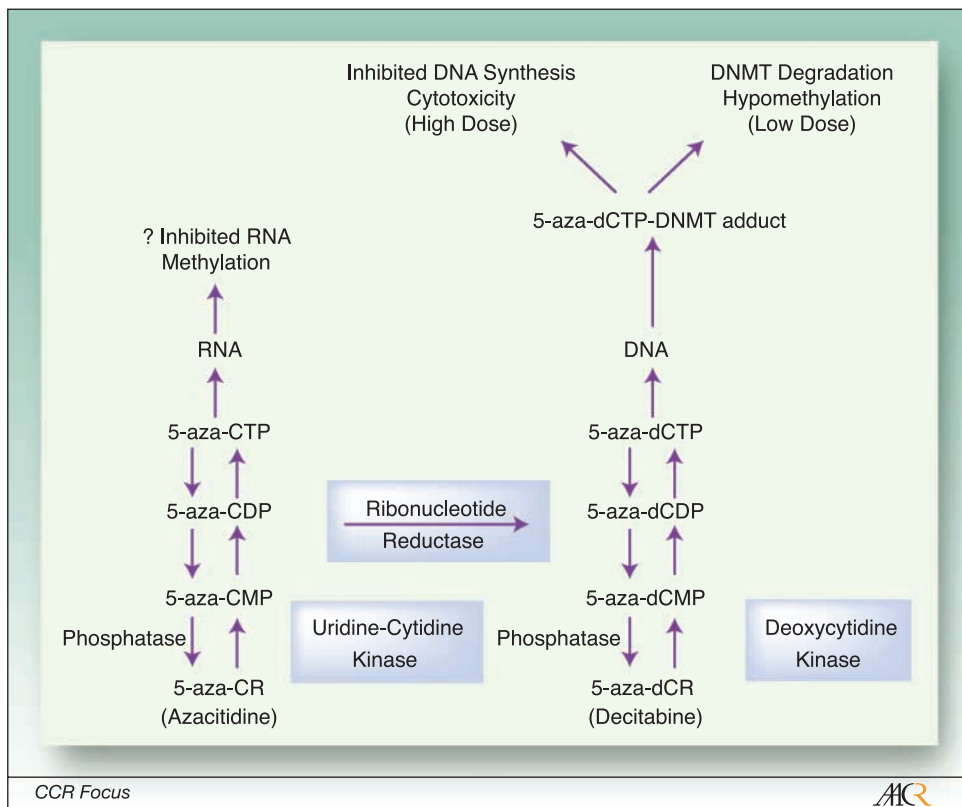 Inhibited DNA Synthesis
Cytotoxicity
(High Dose)
DNMT Degradation
Hypomethylation
(Low Dose)
5-aza-dCTP-DNMT adduct
? Inhibited RNA
Methylation
RNA
DNA
5-aza-CTP
5-aza-dCTP
5-aza-CDP
Ribonucleotide
Reductase
5-aza-dCDP
5-aza-CMP
5-aza-dCMP
Phosphatase
Uridine-Cytidine
Kinase
Phosphatase
Deoxycytidine
Kinase
5-aza-CR
(Azacitidine)
5-aza-dCR
(Decitabine)
CCR Focus
AACR